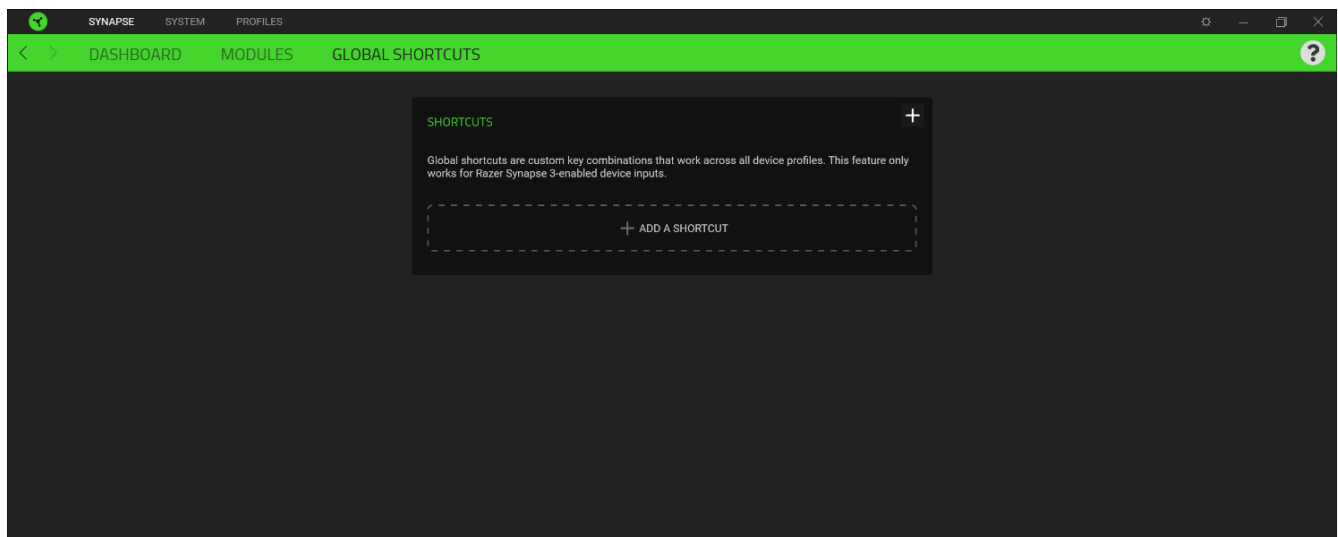 SYNAPSE SYSTEM PROFILES
DASHBOARD MODULES GLOBAL SHORTCUTS ?
SHORTCUTS
Global shortcuts are custom key combinations that work across all device profiles. This feature only
works for Razer Synapse 3-enabled device inputs.
ADD A SHORTCUT